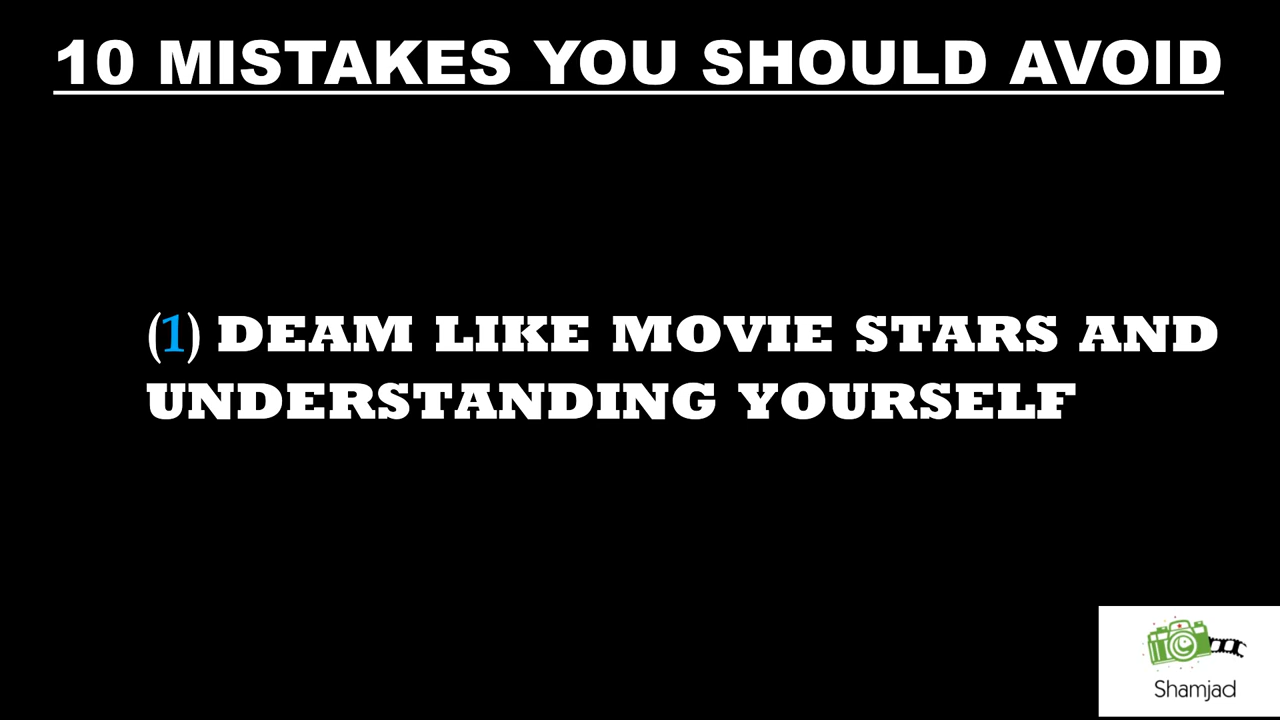 10 MISTAKES YOU SHOULD AVOID
(1) DEAM LIKE MOVIE STARS AND
UNDERSTANDING YOURSELF
Shamjad